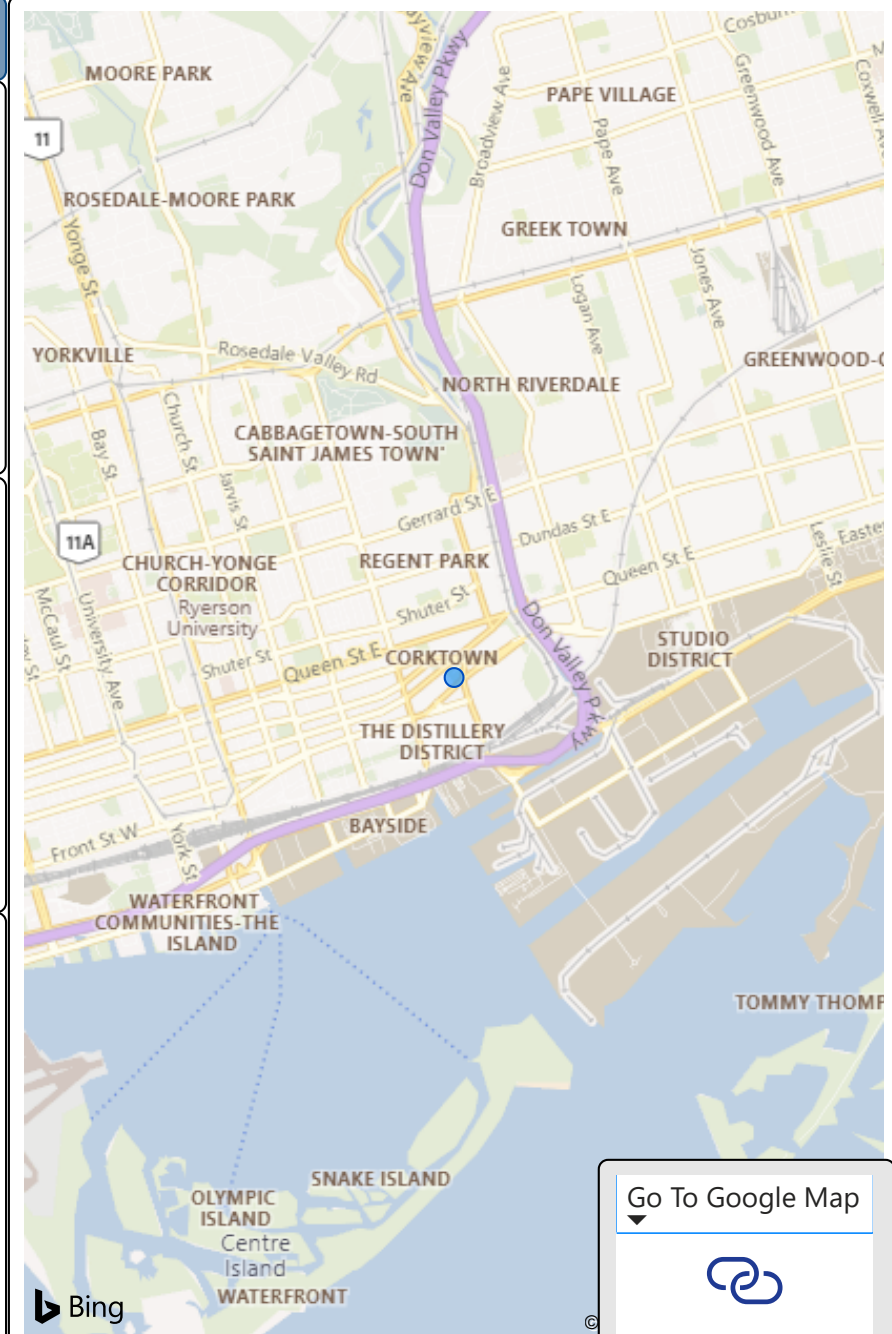 Cosburn
MOORE PARK
Don Valley Pkwy
Broadview Ave
PAPE VILLAGE
Greenwood Ave
11
Pape Ave
ROSEDALE-MOORE PARK
Yonge St
GREEK TOWN
Jones Ave
Logan Ave
YORKVILLE
Rosedale Valley Rd
NORTH RIVERDALE
GREENWOOD-C
Church St
Bay St
CABBAGETOWN-SOUTH
SAINT JAMES TOWN
Jarvis St
Gerrard St E
Dundas St E
11A
CHURCH-YONGE
CORRIDOR
REGENT PARK
Queen St E
Leslie St
Easter
McCaul St
University Ave
Ryerson
University
Shuter St
Don Valley Pkwy
Shuter St
Queen St E
CORKTOWN
STUDIO
DISTRICT
THE DISTILLERY
DISTRICT
BAYSIDE
Front St W
York St
WATERFRONT
COMMUNITIES-THE
ISLAND
TOMMY THOMP
SNAKE ISLAND
OLYMPIC
ISLAND
Centre
Island
WATERFRONT
Go To Google Map
Bing
©